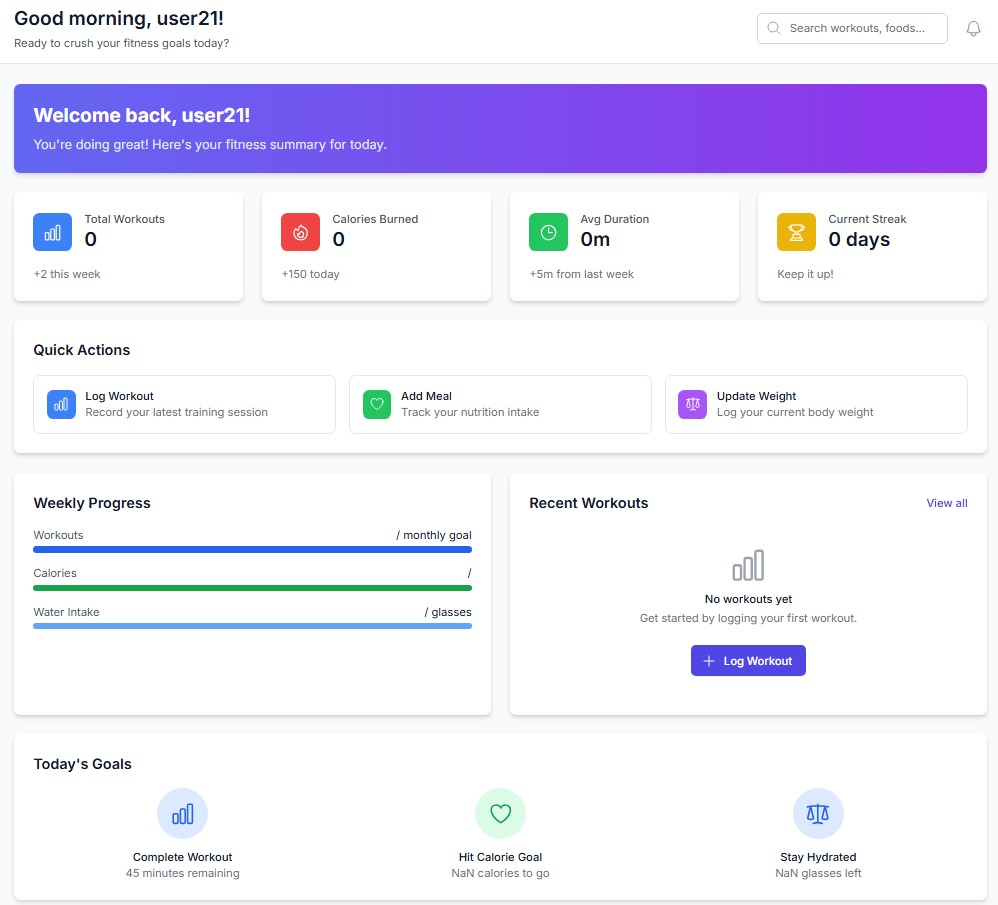 Good morning, user21!
Ready to crush your fitness goals today?
Search workouts, foods...
Welcome back, user21!
You're doing great! Here's your fitness summary for today.
Total Workouts
0
+2 this week
Calories Burned
0
+150 today
Avg Duration
0m
+5m from last week
Current Streak
0 days
Keep it up!
Quick Actions
Log Workout
Record your latest training session
Add Meal
Track your nutrition intake
Update Weight
Log your current body weight
Weekly Progress
Workouts / monthly goal
Calories /
Water Intake / glasses
Recent Workouts
View all
No workouts yet
Get started by logging your first workout.
Log Workout
Today's Goals
Complete Workout
45 minutes remaining
Hit Calorie Goal
NaN calories to go
Stay Hydrated
NaN glasses left